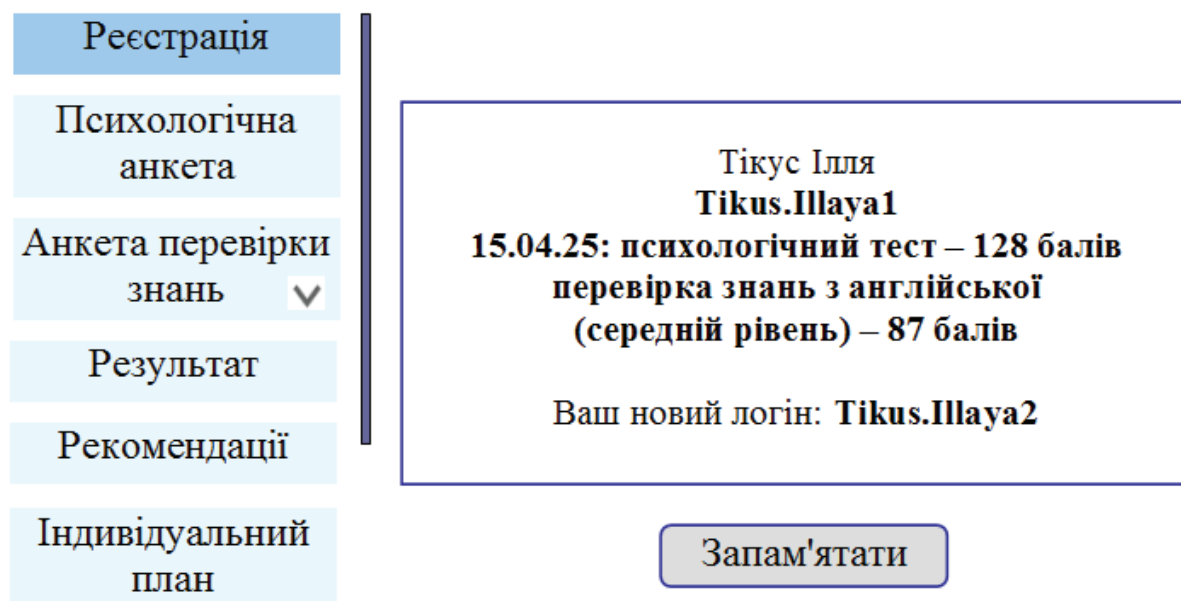 Реєстрація
Психологічна
анкета
Анкета перевірки
знань
Результат
Рекомендації
Індивідуальний
план
Тікус Ілля
Tikus.Illaya1
15.04.25: психологічний тест – 128 балів
перевірка знань з англійської
(середній рівень) – 87 балів
Ваш новий логін: Tikus.Illaya2
Запам'ятати